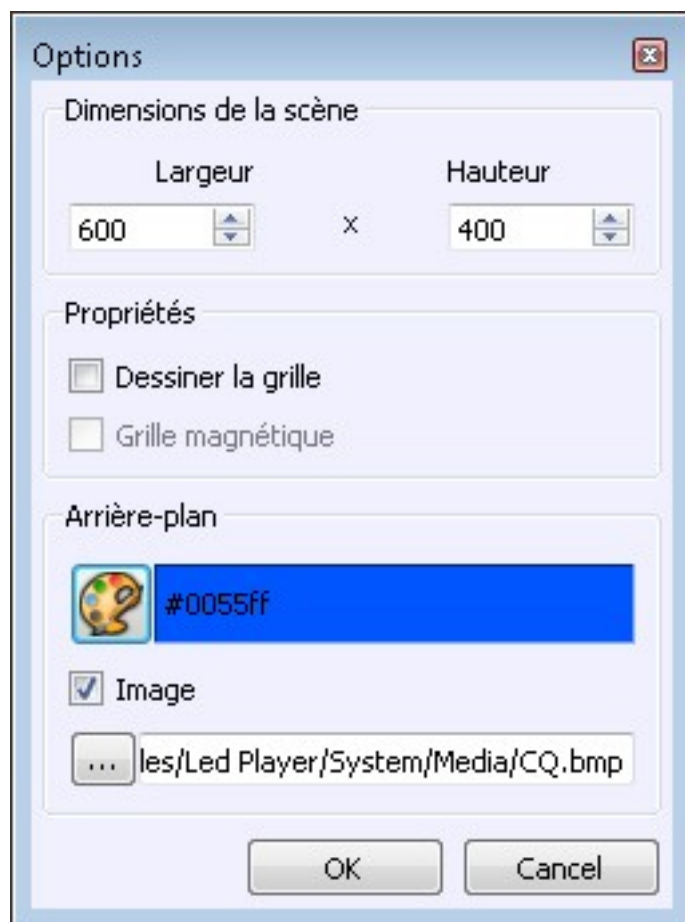 Options
Dimensions de la scène
Largeur Hauteur
600 x 400
Propriétés
Dessiner la grille
Grille magnétique
Arrière-plan
#0055ff
Image
... les/Led Player/System/Media/CQ.bmp
OK Cancel